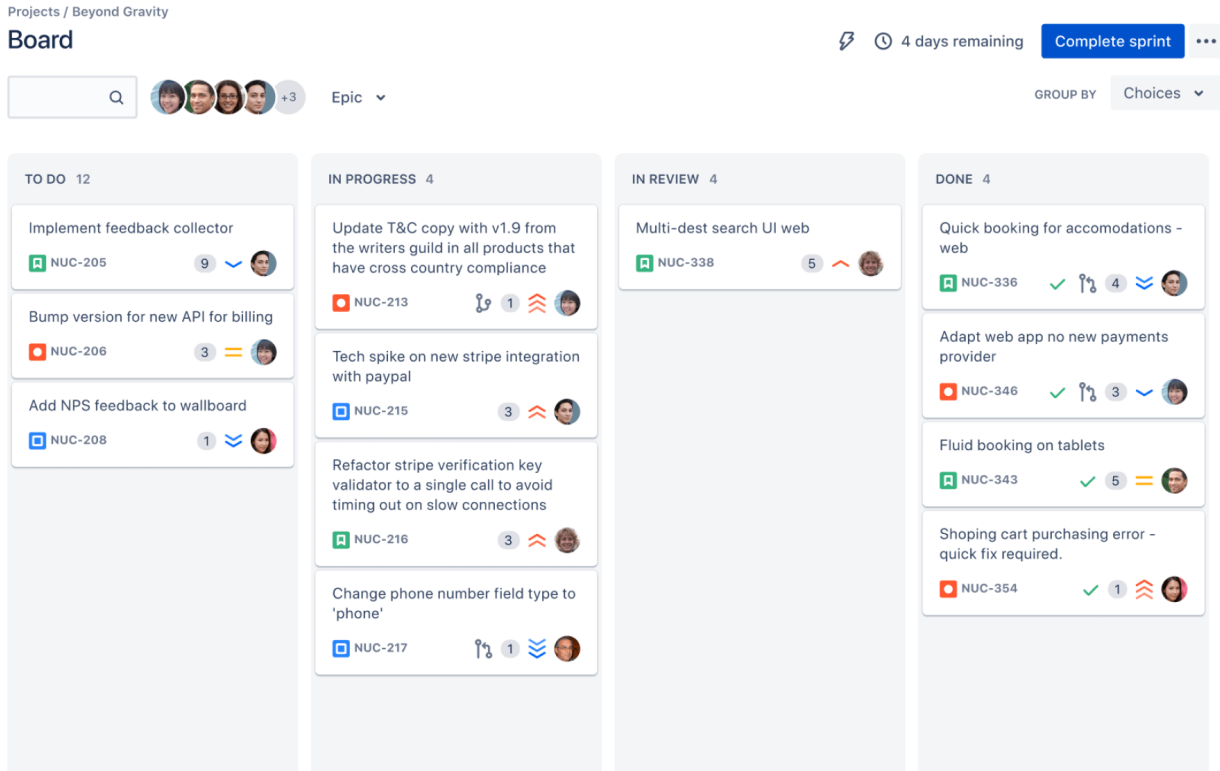 Projects / Beyond Gravity
Board
4 days remaining
Complete sprint
+3
Epic
GROUP BY
Choices
TO DO 12
Implement feedback collector
NUC-205
9
Bump version for new API for billing
NUC-206
3
Add NPS feedback to wallboard
NUC-208
1
IN PROGRESS 4
Update T&C copy with v1.9 from
the writers guild in all products that
have cross country compliance
NUC-213
1
Tech spike on new stripe integration
with paypal
NUC-215
3
Refactor stripe verification key
validator to a single call to avoid
timing out on slow connections
NUC-216
3
Change phone number field type to
'phone'
NUC-217
1
IN REVIEW 4
Multi-dest search UI web
NUC-338
5
DONE 4
Quick booking for accomodations -
web
NUC-336
4
Adapt web app no new payments
provider
NUC-346
3
Fluid booking on tablets
NUC-343
5
Shoping cart purchasing error -
quick fix required.
NUC-354
1